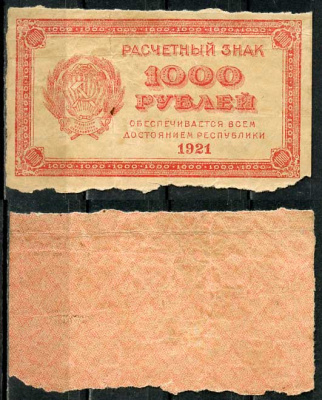 РАСЧЕТНЫЙ ЗНАК
1000
РУБЛЕЙ
ОБЕСПЕЧИВАЕТСЯ ВСЕМ
ДОСТОЯНИЕМ РЕСПУБЛИКИ
1921